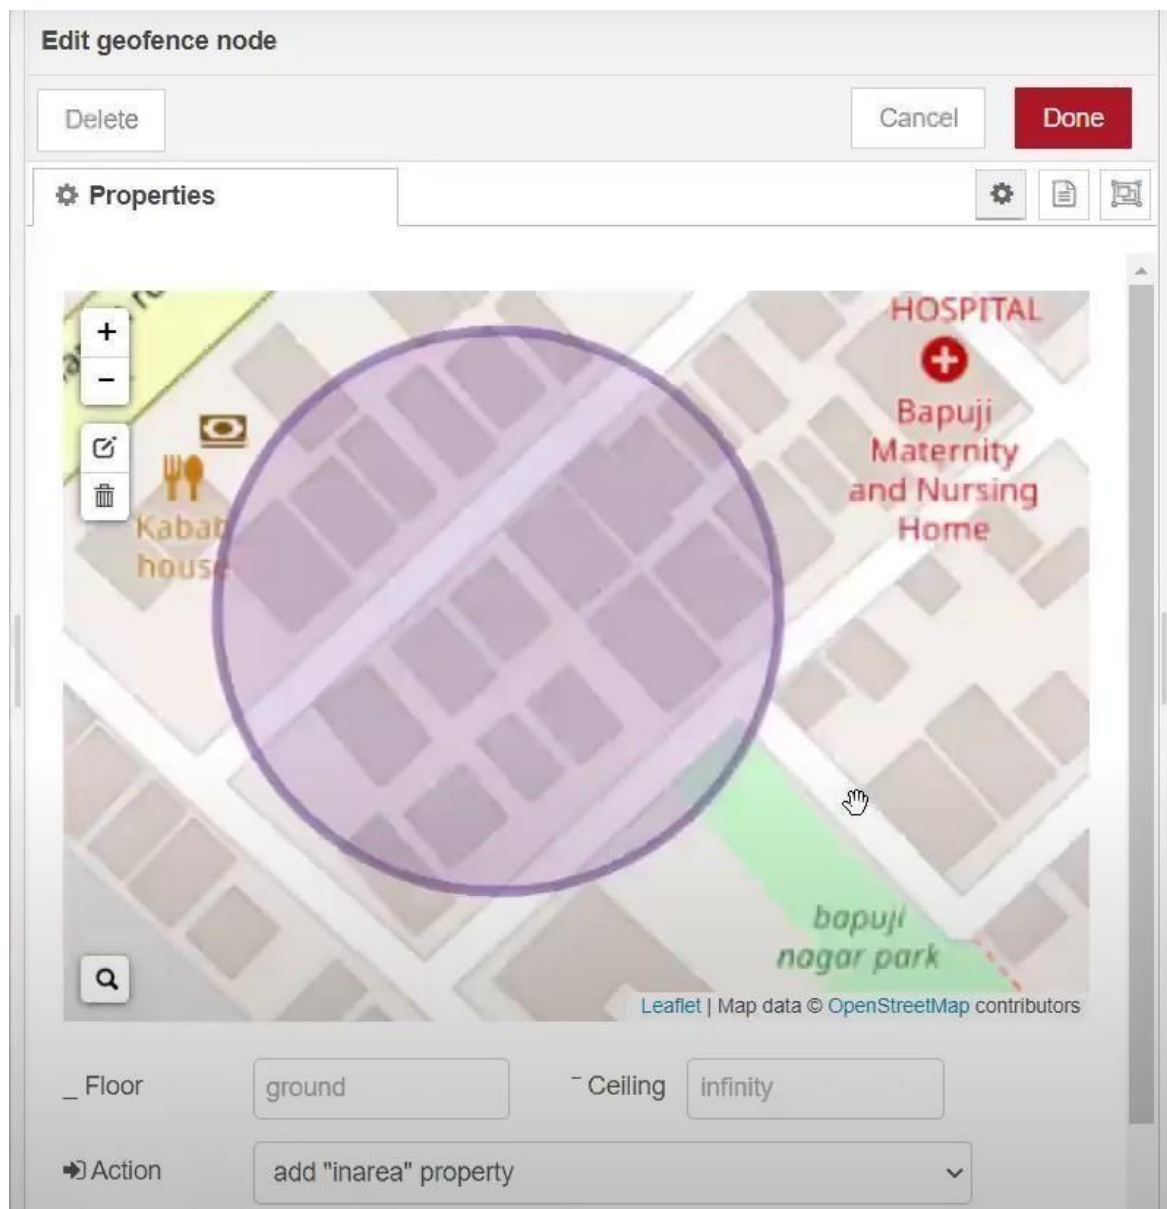 Edit geofence node
Delete
Cancel
Done
Properties
HOSPITAL
Bapuji
Maternity
and Nursing
Home
Kabab
house
bapuji
nagar park
Leaflet | Map data © OpenStreetMap contributors
_ Floor
ground
¯ Ceiling
infinity
Action
add "inarea" property